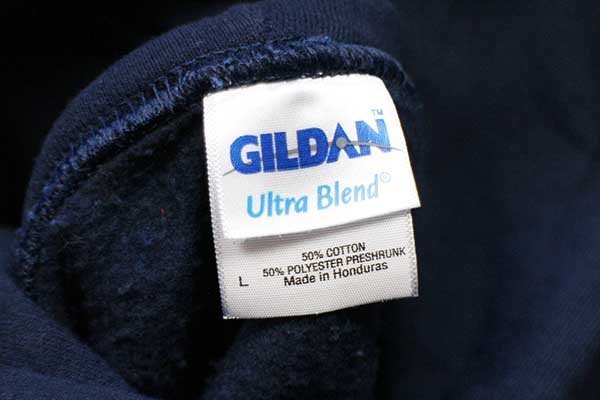 GILDAN™
Ultra Blend®
50% COTTON
50% POLYESTER PRESHRUNK
L Made in Honduras